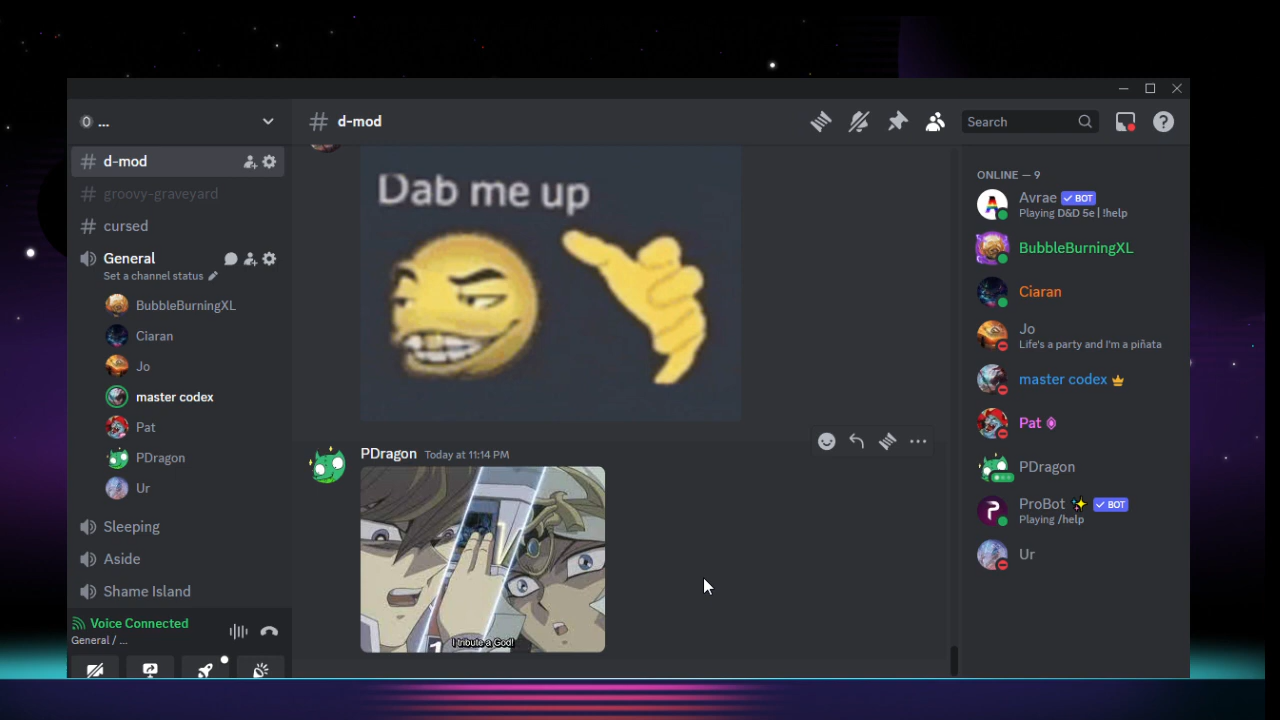 ...
d-mod
groovy-graveyard
cursed
General
Set a channel status
BubbleBurningXL
Ciaran
Jo
master codex
Pat
PDragon
Ur
Sleeping
Aside
Shame Island
Voice Connected
General / ...
# d-mod
Search
Dab me up
PDragon Today at 11:14 PM
I tribute a God!
ONLINE — 9
Avrae BOT
Playing D&D 5e | !help
BubbleBurningXL
Ciaran
Jo
Life's a party and I'm a piñata
master codex
Pat
PDragon
ProBot ✨ BOT
Playing /help
Ur